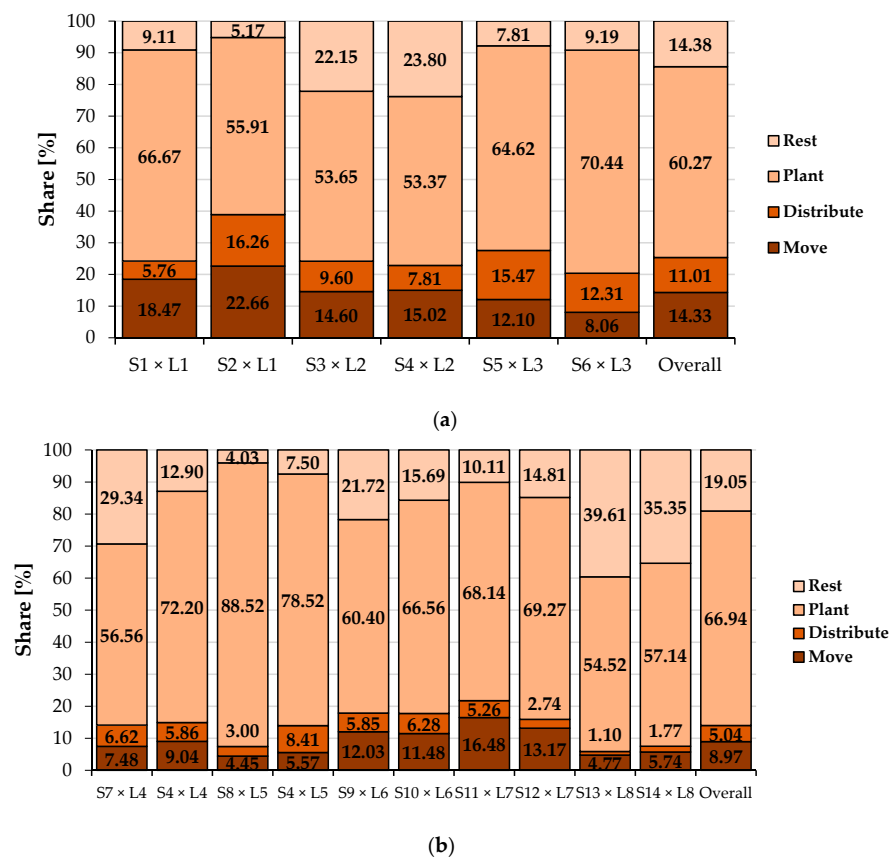 100
90
80
70
60
50
40
30
20
10
0
Share [%]
9.11 5.17 22.15 23.80 7.81 9.19 14.38
66.67 55.91 53.65 53.37 64.62 70.44 60.27
5.76 16.26 9.60 7.81 15.47 12.31 11.01
18.47 22.66 14.60 15.02 12.10 8.06 14.33
S1 × L1 S2 × L1 S3 × L2 S4 × L2 S5 × L3 S6 × L3 Overall
Rest
Plant
Distribute
Move
(a)
100
90
80
70
60
50
40
30
20
10
0
Share [%]
29.34 12.90 4.03 7.50 21.72 15.69 10.11 14.81 39.61 35.35 19.05
56.56 72.20 88.52 78.52 60.40 66.56 68.14 69.27 54.52 57.14 66.94
6.62 5.86 3.00 8.41 5.85 6.28 5.26 2.74 1.10 1.77 5.04
7.48 9.04 4.45 5.57 12.03 11.48 16.48 13.17 4.77 5.74 8.97
S7 × L4 S4 × L4 S8 × L5 S4 × L5 S9 × L6 S10 × L6 S11 × L7 S12 × L7 S13 × L8 S14 × L8 Overall
Rest
Plant
Distribute
Move
(b)